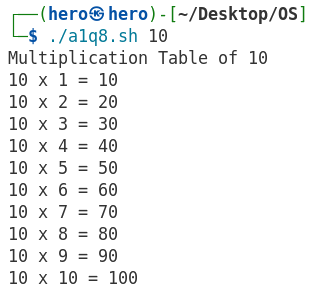 ┌──(hero㉿hero)-[~/Desktop/OS]
└─$ ./a1q8.sh 10
Multiplication Table of 10
10 x 1 = 10
10 x 2 = 20
10 x 3 = 30
10 x 4 = 40
10 x 5 = 50
10 x 6 = 60
10 x 7 = 70
10 x 8 = 80
10 x 9 = 90
10 x 10 = 100